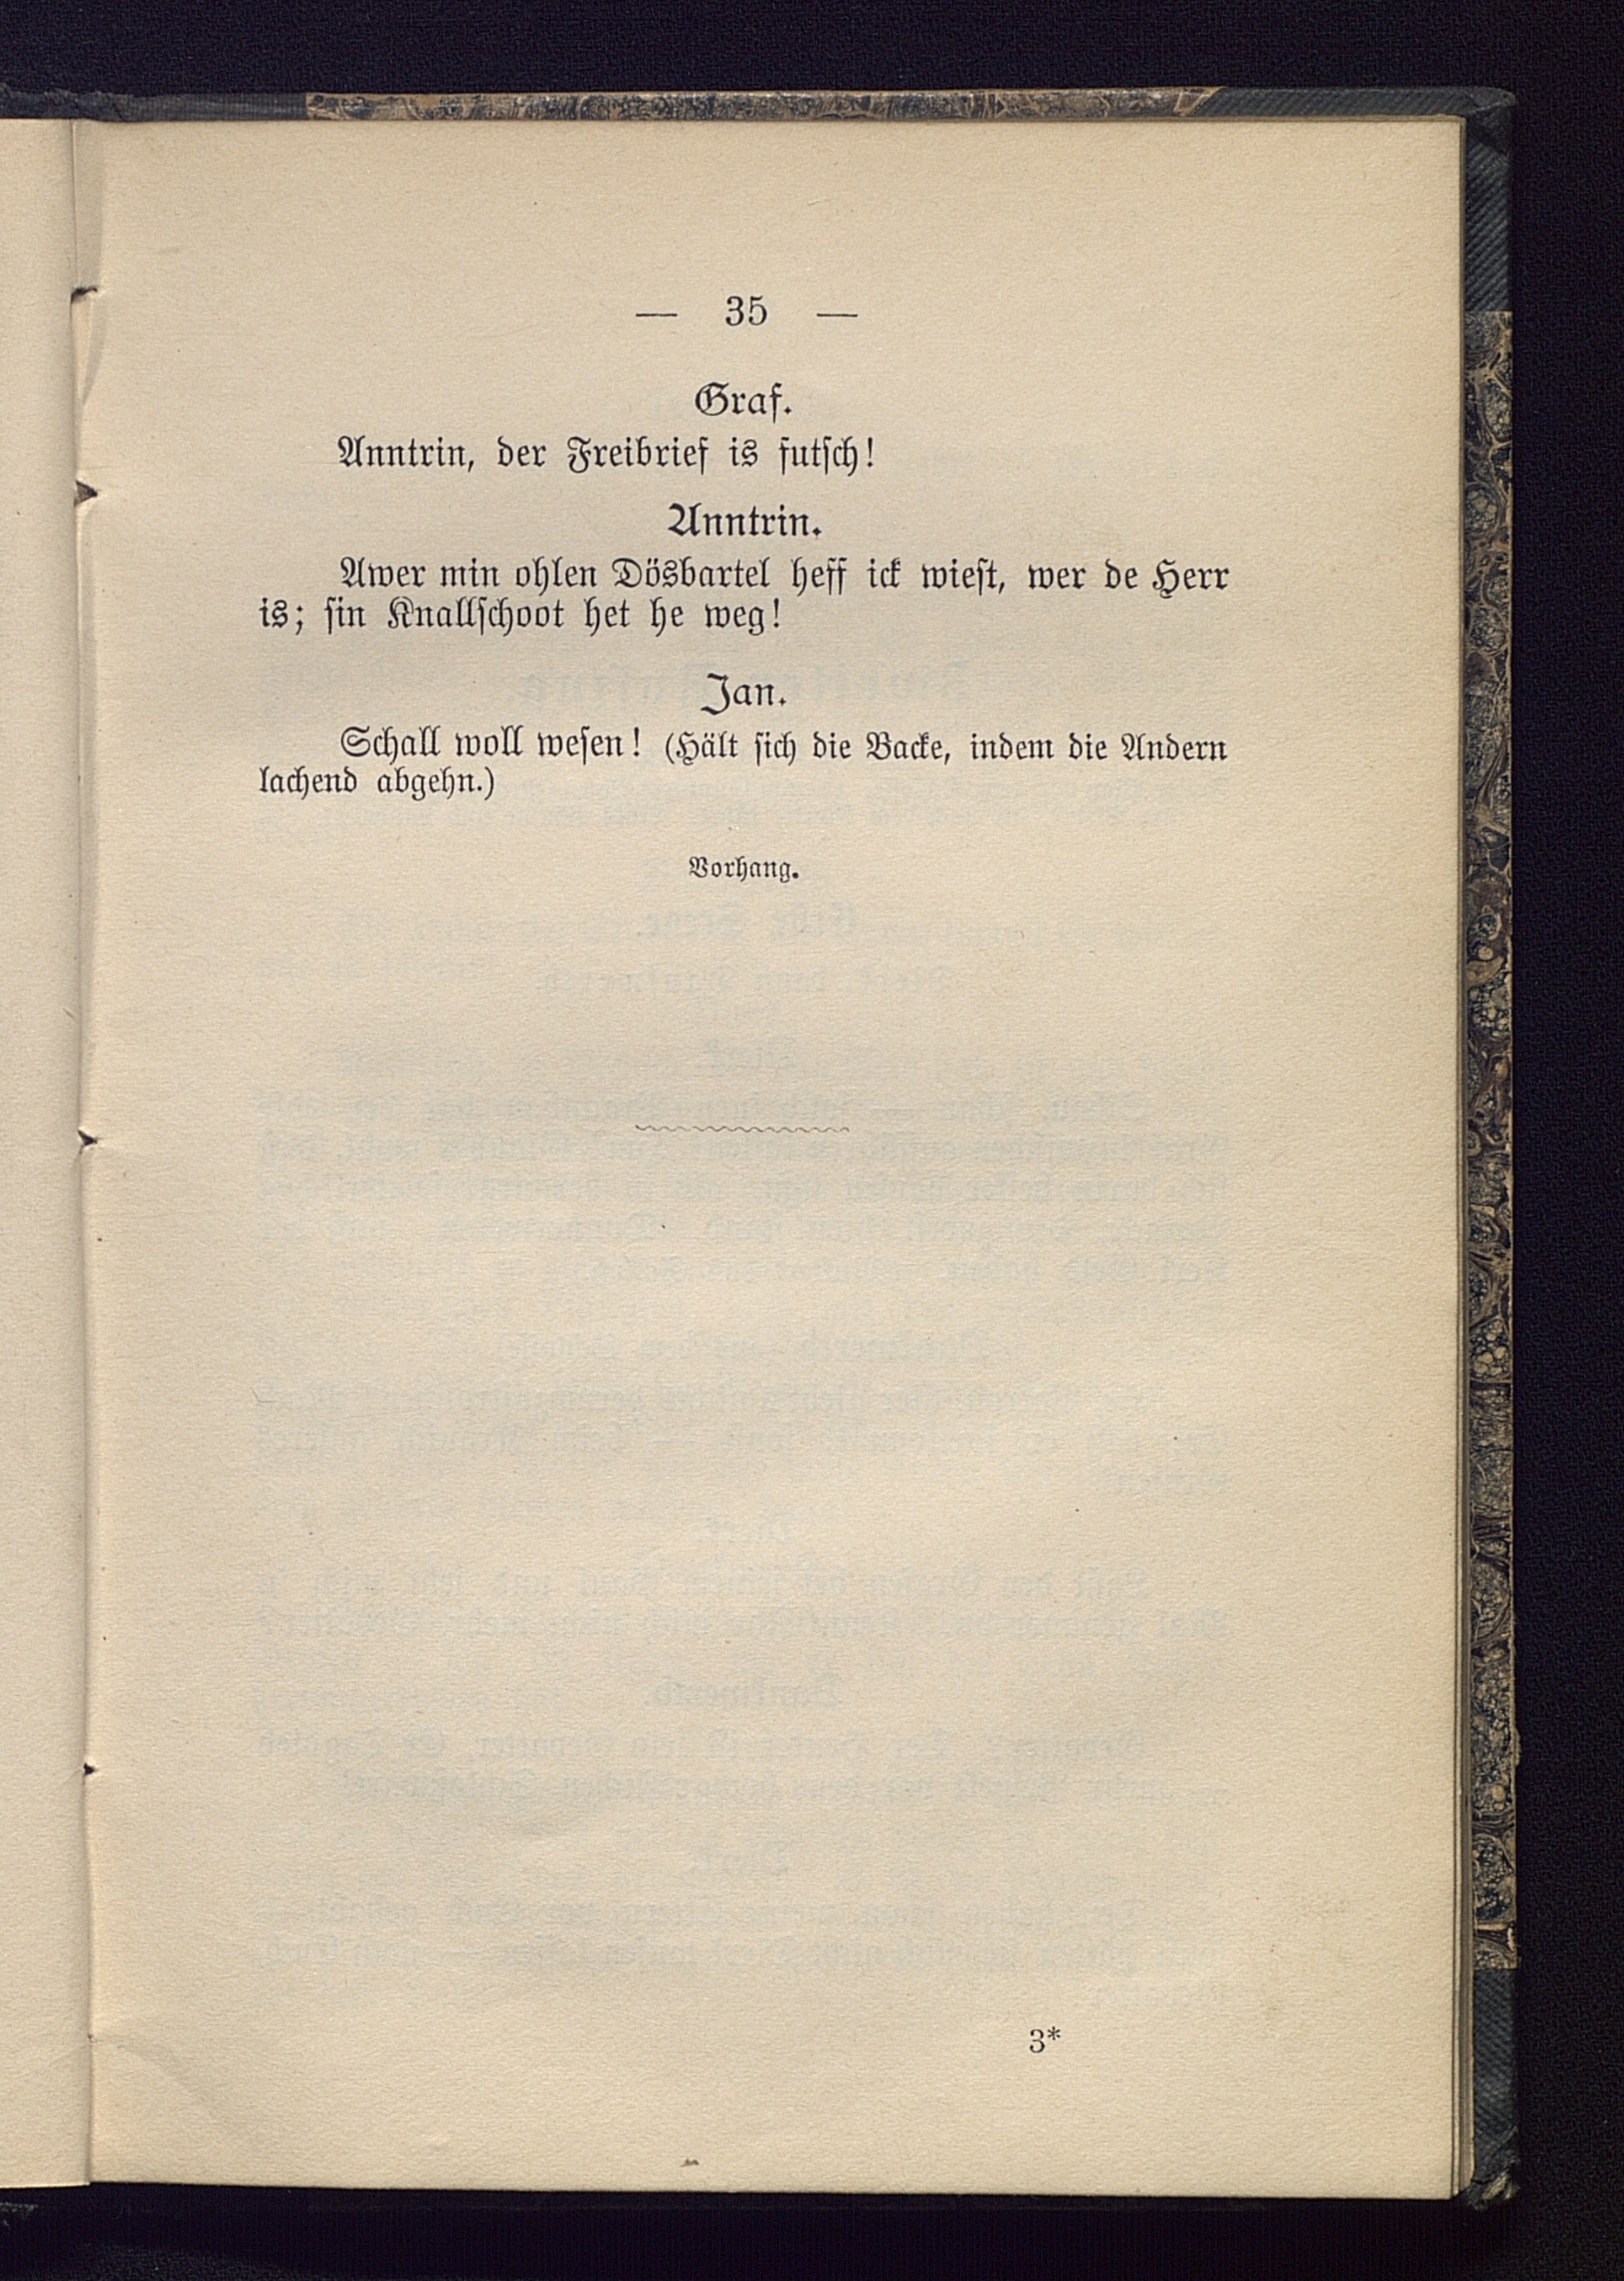 — 35 —
Graf.
Anntrin, der Freibrief is futsch!
Anntrin.
Awer min ohlen Dösbartel heff ick wiest, wer de Herr
is; sin Knallschoot het he weg!
Jan.
Schall woll wesen! (Hält sich die Backe, indem die Andern
lachend abgehn.)
Vorhang.
3*